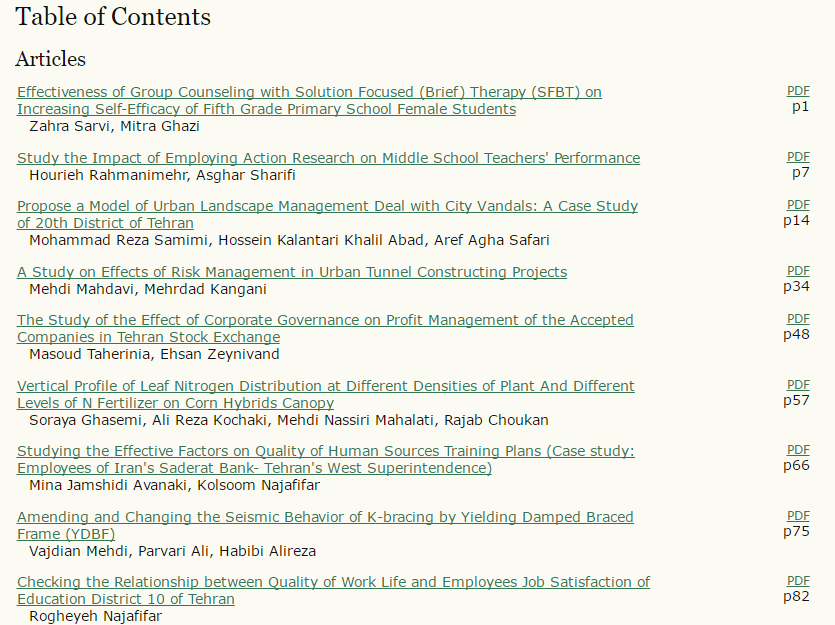 Table of Contents
Articles
Effectiveness of Group Counseling with Solution Focused (Brief) Therapy (SFBT) on PDF
Increasing Self-Efficacy of Fifth Grade Primary School Female Students p1
Zahra Sarvi, Mitra Ghazi
Study the Impact of Employing Action Research on Middle School Teachers' Performance PDF
Hourieh Rahmanimehr, Asghar Sharifi p7
Propose a Model of Urban Landscape Management Deal with City Vandals: A Case Study PDF
of 20th District of Tehran p14
Mohammad Reza Samimi, Hossein Kalantari Khalil Abad, Aref Agha Safari
A Study on Effects of Risk Management in Urban Tunnel Constructing Projects PDF
Mehdi Mahdavi, Mehrdad Kangani p34
The Study of the Effect of Corporate Governance on Profit Management of the Accepted PDF
Companies in Tehran Stock Exchange p48
Masoud Taherinia, Ehsan Zeynivand
Vertical Profile of Leaf Nitrogen Distribution at Different Densities of Plant And Different PDF
Levels of N Fertilizer on Corn Hybrids Canopy p57
Soraya Ghasemi, Ali Reza Kochaki, Mehdi Nassiri Mahalati, Rajab Choukan
Studying the Effective Factors on Quality of Human Sources Training Plans (Case study: PDF
Employees of Iran's Saderat Bank- Tehran's West Superintendence) p66
Mina Jamshidi Avanaki, Kolsoom Najafifar
Amending and Changing the Seismic Behavior of K-bracing by Yielding Damped Braced PDF
Frame (YDBF) p75
Vajdian Mehdi, Parvari Ali, Habibi Alireza
Checking the Relationship between Quality of Work Life and Employees Job Satisfaction of PDF
Education District 10 of Tehran p82
Rogheyeh Najafifar